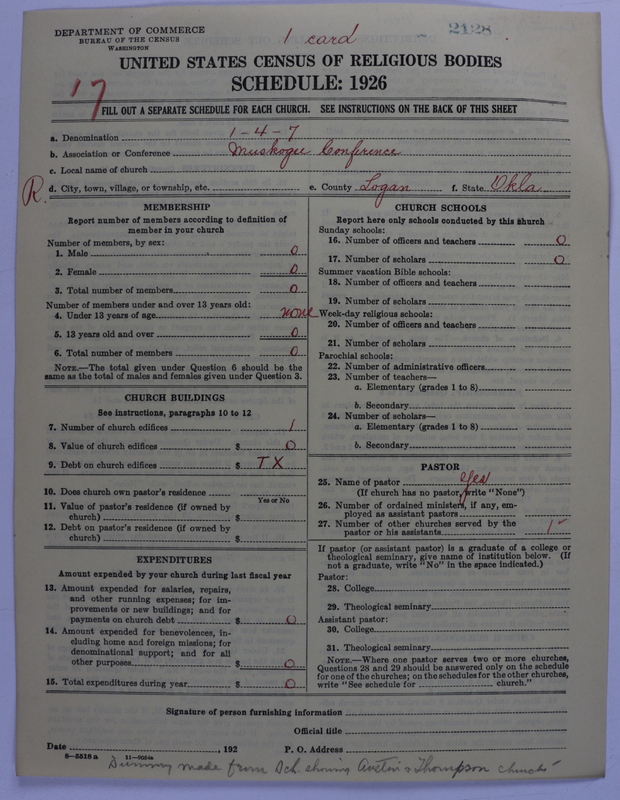 DEPARTMENT OF COMMERCE
BUREAU OF THE CENSUS
WASHINGTON
1 card
2128
UNITED STATES CENSUS OF RELIGIOUS BODIES
SCHEDULE: 1926
17
FILL OUT A SEPARATE SCHEDULE FOR EACH CHURCH. SEE INSTRUCTIONS ON THE BACK OF THIS SHEET
a. Denomination 1-4-7
b. Association or Conference Muskogee Conference
c. Local name of church
R d. City, town, village, or township, etc. e. County Logan f. State Okla
MEMBERSHIP
Report number of members according to definition of
member in your church
Number of members, by sex:
1. Male 0
2. Female 0
3. Total number of members 0
Number of members under and over 13 years old:
4. Under 13 years of age none
5. 13 years old and over 0
6. Total number of members 0
NOTE.—The total given under Question 6 should be the
same as the total of males and females given under Question 3.
CHURCH BUILDINGS
See instructions, paragraphs 10 to 12
7. Number of church edifices 1
8. Value of church edifices $ 0
9. Debt on church edifices $ TX
10. Does church own pastor's residence
Yes or No
11. Value of pastor's residence (if owned by
church) $
12. Debt on pastor's residence (if owned by
church) $
EXPENDITURES
Amount expended by your church during last fiscal year
13. Amount expended for salaries, repairs,
and other running expenses; for im-
provements or new buildings; and for
payments on church debt $ 0
14. Amount expended for benevolences, in-
cluding home and foreign missions; for
denominational support; and for all
other purposes $ 0
15. Total expenditures during year $ 0
CHURCH SCHOOLS
Report here only schools conducted by this church
Sunday schools:
16. Number of officers and teachers 0
17. Number of scholars 0
Summer vacation Bible schools:
18. Number of officers and teachers
19. Number of scholars
Week-day religious schools:
20. Number of officers and teachers
21. Number of scholars
Parochial schools:
22. Number of administrative officers
23. Number of teachers—
a. Elementary (grades 1 to 8)
b. Secondary
24. Number of scholars—
a. Elementary (grades 1 to 8)
b. Secondary
PASTOR
25. Name of pastor Yes
(If church has no pastor, write "None")
26. Number of ordained ministers, if any, em-
ployed as assistant pastors
27. Number of other churches served by the
pastor or his assistants 1
If pastor (or assistant pastor) is a graduate of a college or
theological seminary, give name of institution below. (If
not a graduate, write "No" in the space indicated.)
Pastor:
28. College
29. Theological seminary
Assistant pastor:
30. College
31. Theological seminary
NOTE.—Where one pastor serves two or more churches,
Questions 28 and 29 should be answered only on the schedule
for one of the churches; on the schedules for the other churches,
write "See schedule for church."
Signature of person furnishing information
Official title
Date , 192 P. O. Address
8-5518a 11-9054a
Dummy made from Sch. showing Austin & Thompson church